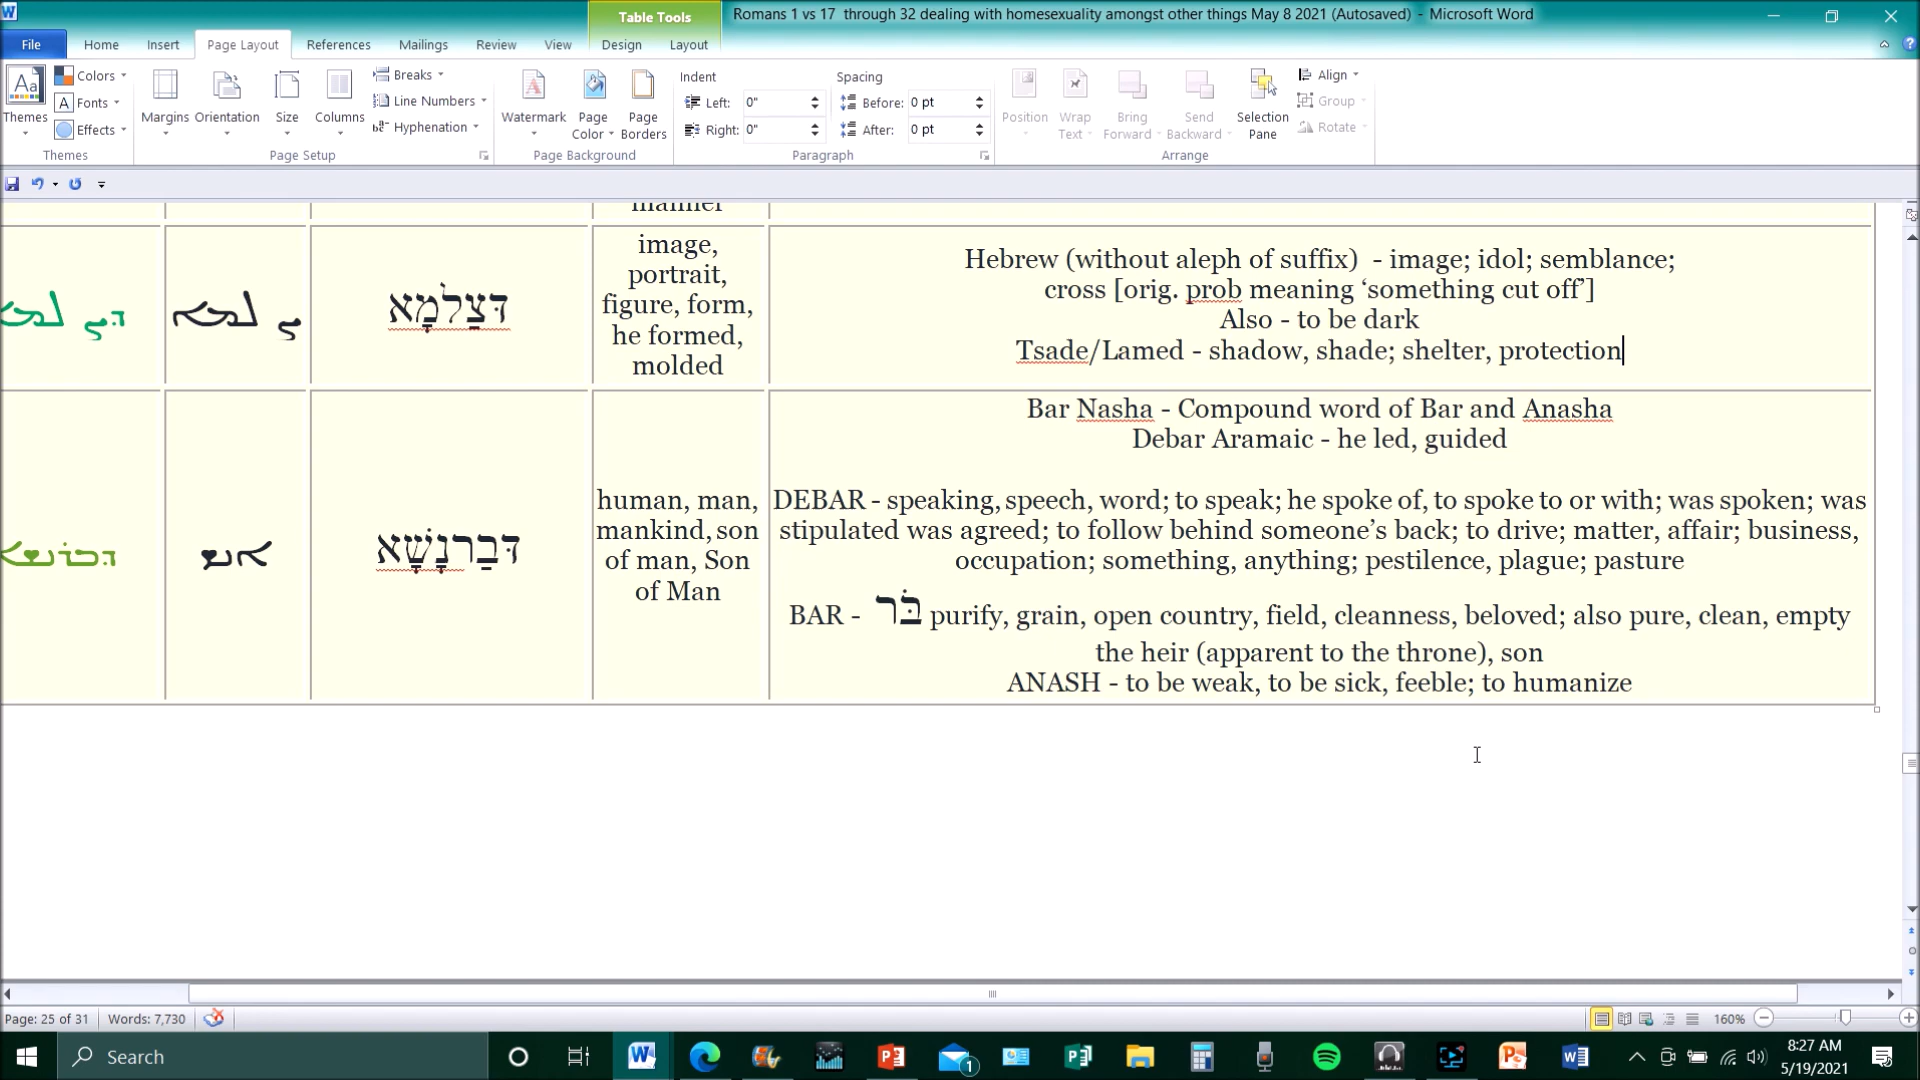 Table Tools
Romans 1 vs 17 through 32 dealing with homesexuality amongst other things May 8 2021 (Autosaved) - Microsoft Word
File Home Insert Page Layout References Mailings Review View Design Layout
Themes
Colors
Fonts
Effects
Themes
Margins
Orientation
Size
Columns
Breaks
Line Numbers
Hyphenation
Page Setup
Watermark
Page Color
Page Borders
Page Background
Indent
Left: 0"
Right: 0"
Spacing
Before: 0 pt
After: 0 pt
Paragraph
Position
Wrap Text
Bring Forward
Send Backward
Selection Pane
Align
Group
Rotate
Arrange
manner
דְּצַלמָא
image,
portrait,
figure, form,
he formed,
molded
Hebrew (without aleph of suffix) - image; idol; semblance;
cross [orig. prob meaning ‘something cut off’]
Also - to be dark
Tsade/Lamed - shadow, shade; shelter, protection
ܐܢܫ
דְּבַרנָשָׁא
human, man,
mankind, son
of man, Son
of Man
Bar Nasha - Compound word of Bar and Anasha
Debar Aramaic - he led, guided
DEBAR - speaking, speech, word; to speak; he spoke of, to spoke to or with; was spoken; was
stipulated was agreed; to follow behind someone’s back; to drive; matter, affair; business,
occupation; something, anything; pestilence, plague; pasture
BAR - בֹּר purify, grain, open country, field, cleanness, beloved; also pure, clean, empty
the heir (apparent to the throne), son
ANASH - to be weak, to be sick, feeble; to humanize
Page: 25 of 31 Words: 7,730 160%
Search
8:27 AM
5/19/2021